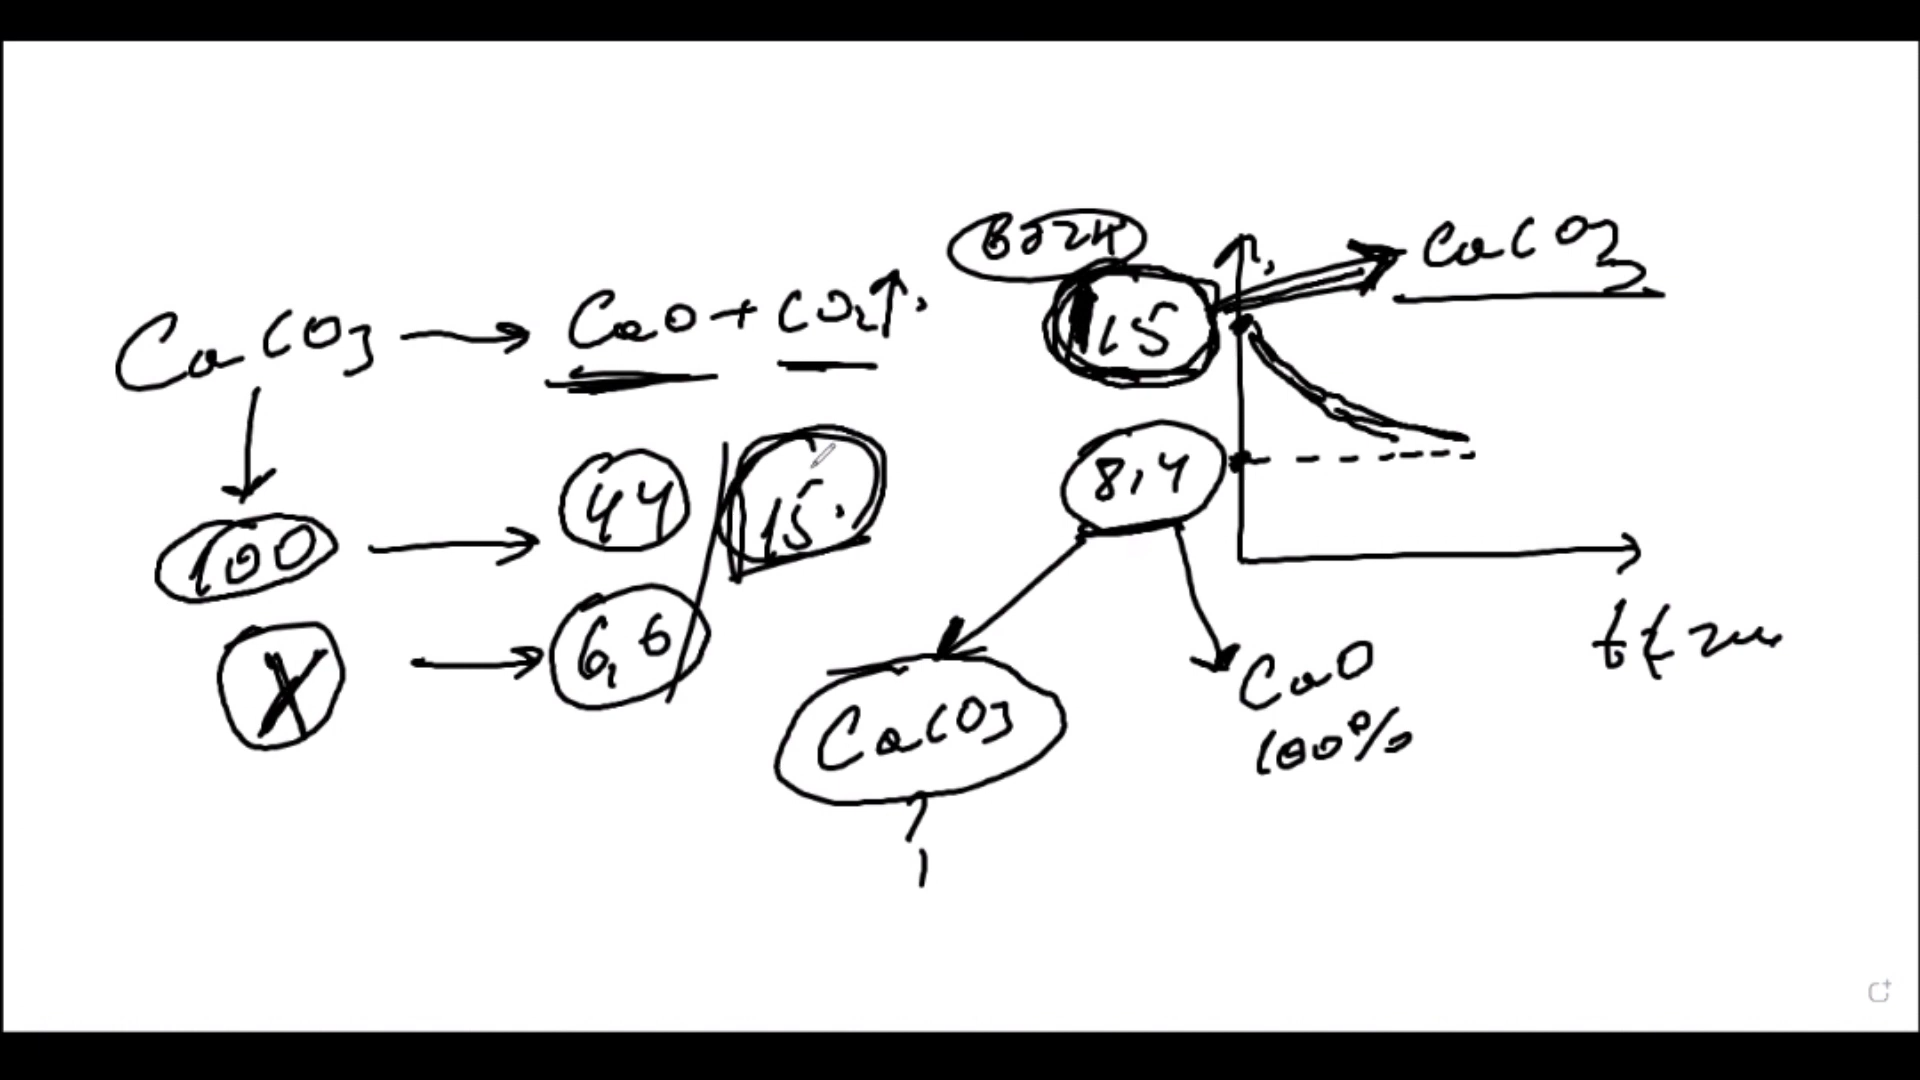 CaCO3 → CaO + CO2↑
100 → 44
X → 6,6
15
15
CaCO3
8,4
CaCO3
CaO
100%